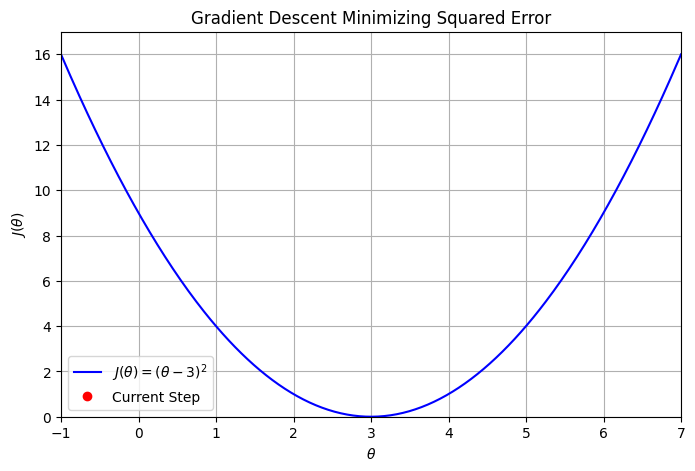 Gradient Descent Minimizing Squared Error
J(θ)
16
14
12
10
8
6
4
2
0
J(θ) = (θ − 3)²
Current Step
−1 0 1 2 3 4 5 6 7
θ